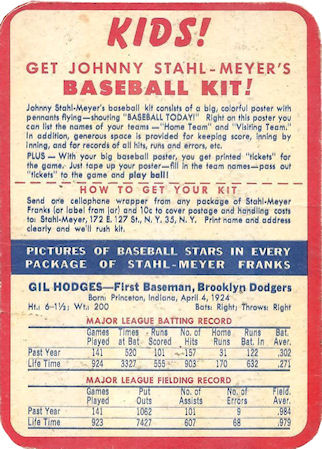 KIDS!
GET JOHNNY STAHL-MEYER'S
BASEBALL KIT!
Johnny Stahl-Meyer's baseball kit consists of a big, colorful poster with
pennants flying—shouting "BASEBALL TODAY!" Right on this poster you
can list the names of your teams—"Home Team" and "Visiting Team."
In addition, generous space is provided for keeping score, inning by
inning, and for records of all hits, runs and errors, etc.
PLUS—With your big baseball poster, you get printed "tickets" for
the game. Just tape up your poster—fill in the team names—pass out
"tickets" to the game and play ball!
HOW TO GET YOUR KIT
Send one cellophane wrapper from any package of Stahl-Meyer
Franks (or label from jar) and 10c to cover postage and handling costs
to: Stahl-Meyer, 172 E. 127 St., N. Y. 35, N. Y. Print name and address
clearly and we'll rush kit.
PICTURES OF BASEBALL STARS IN EVERY
PACKAGE OF STAHL-MEYER FRANKS
GIL HODGES—First Baseman, Brooklyn Dodgers
Born: Princeton, Indiana, April 4, 1924
Ht.: 6-1½; Wt.: 200 Bats: Right; Throws: Right
MAJOR LEAGUE BATTING RECORD
Games Times Runs No. of Home Runs Bat.
Played at Bat Scored Hits Runs Bat. In Aver.
Past Year 141 520 101 157 31 122 .302
Life Time 924 3327 555 903 170 632 .271
MAJOR LEAGUE FIELDING RECORD
Games Put No. of No. of Field.
Played Outs Assists Errors Aver.
Past Year 141 1062 101 9 .984
Life Time 923 7427 607 68 .979